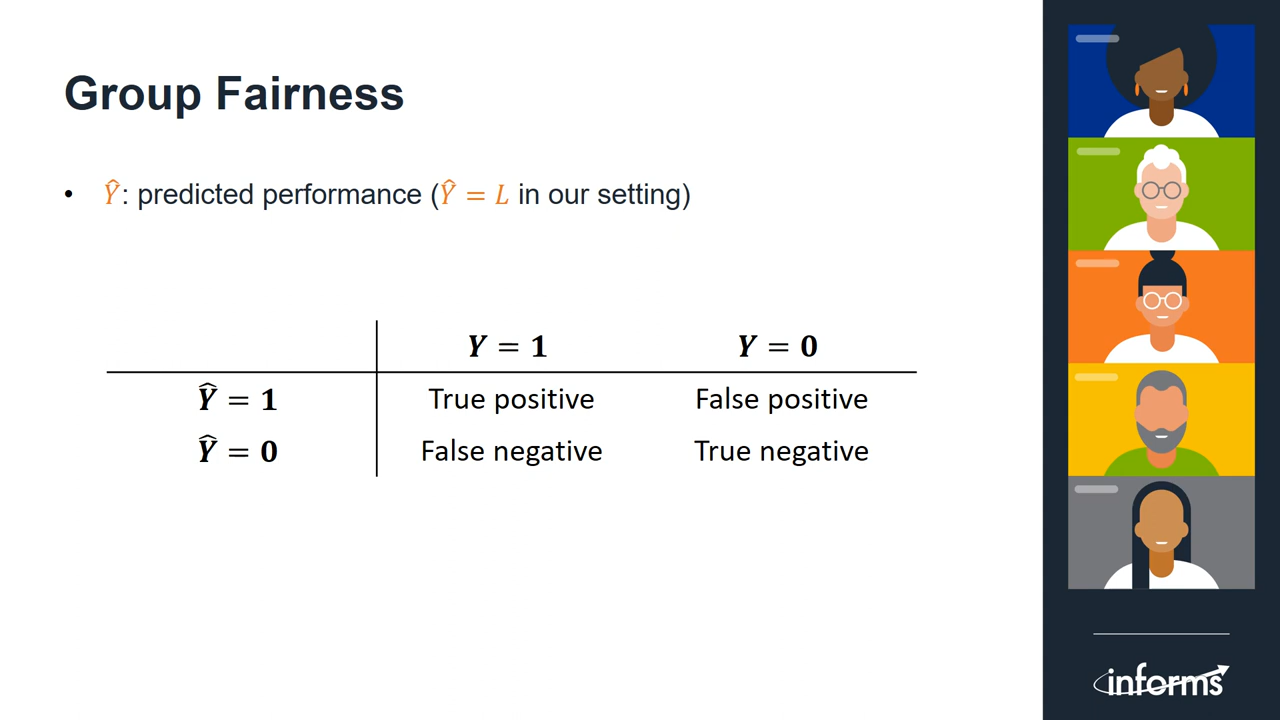 Group Fairness
• Ŷ: predicted performance (Ŷ = L in our setting)
Y = 1 Y = 0
Ŷ = 1 True positive False positive
Ŷ = 0 False negative True negative
informs